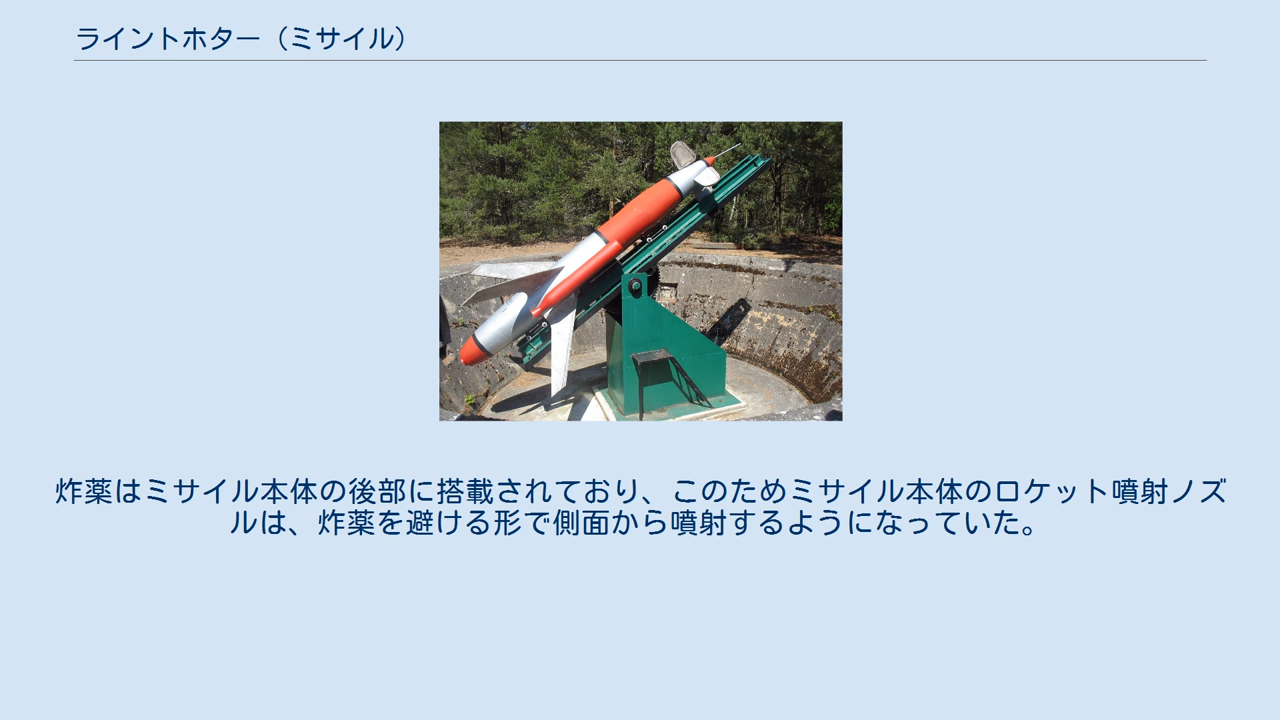 ライントホター（ミサイル）
炸薬はミサイル本体の後部に搭載されており、このためミサイル本体のロケット噴射ノズ
ルは、炸薬を避ける形で側面から噴射するようになっていた。